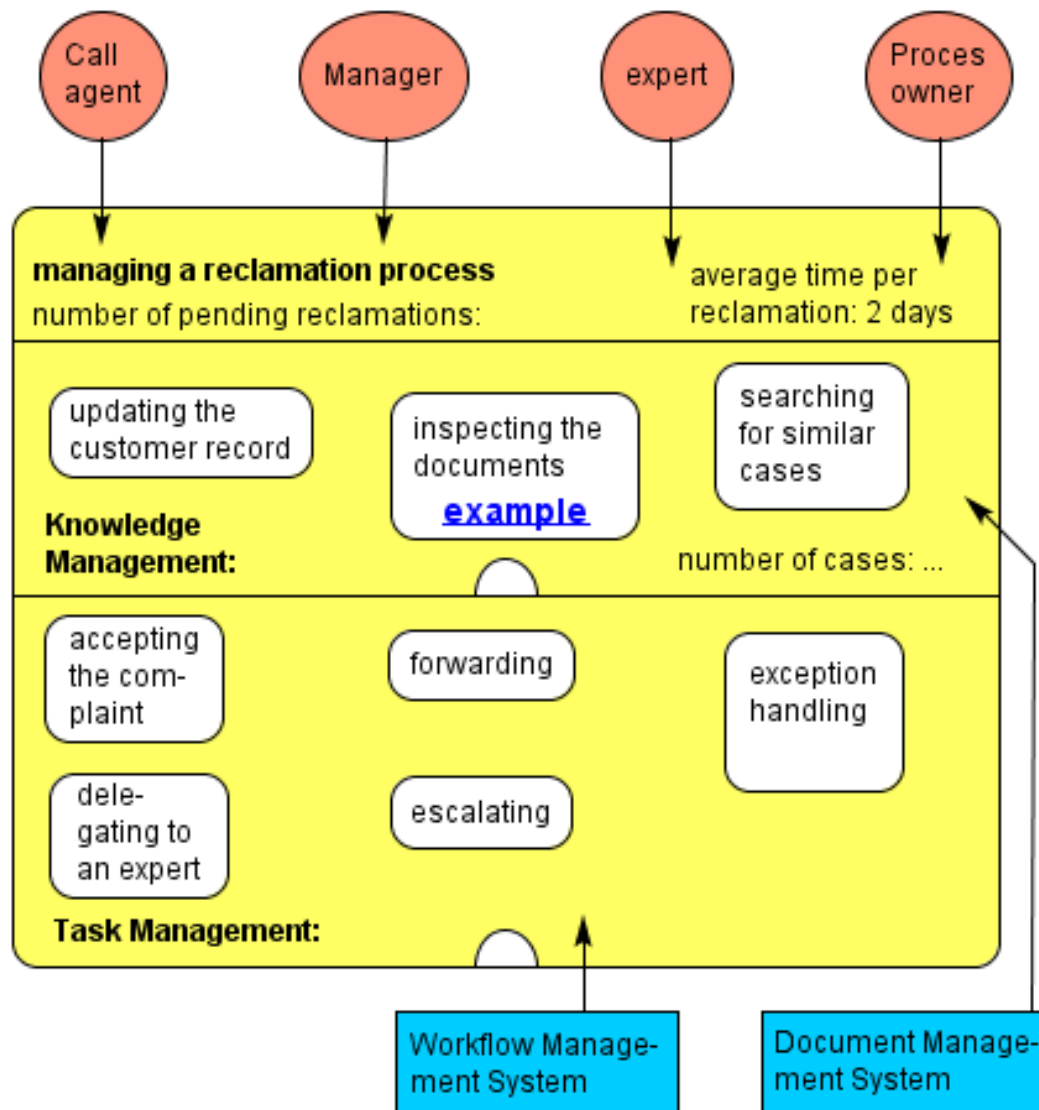 Call
agent
Manager
expert
Proces
owner
managing a reclamation process
number of pending reclamations:
average time per
reclamation: 2 days
updating the
customer record
inspecting the
documents
example
searching
for similar
cases
Knowledge
Management:
number of cases: ...
accepting
the com-
plaint
forwarding
exception
handling
dele-
gating to
an expert
escalating
Task Management:
Workflow Manage-
ment System
Document Manage-
ment System